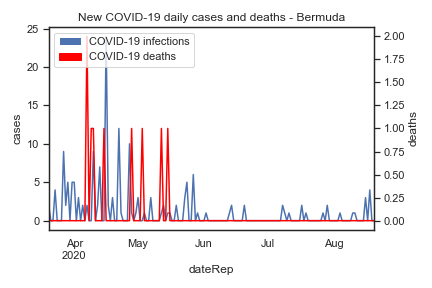 New COVID-19 daily cases and deaths - Bermuda
COVID-19 infections
COVID-19 deaths
25
20
15
10
5
0
cases
2.00
1.75
1.50
1.25
1.00
0.75
0.50
0.25
0.00
deaths
Apr
2020
May
Jun
Jul
Aug
dateRep